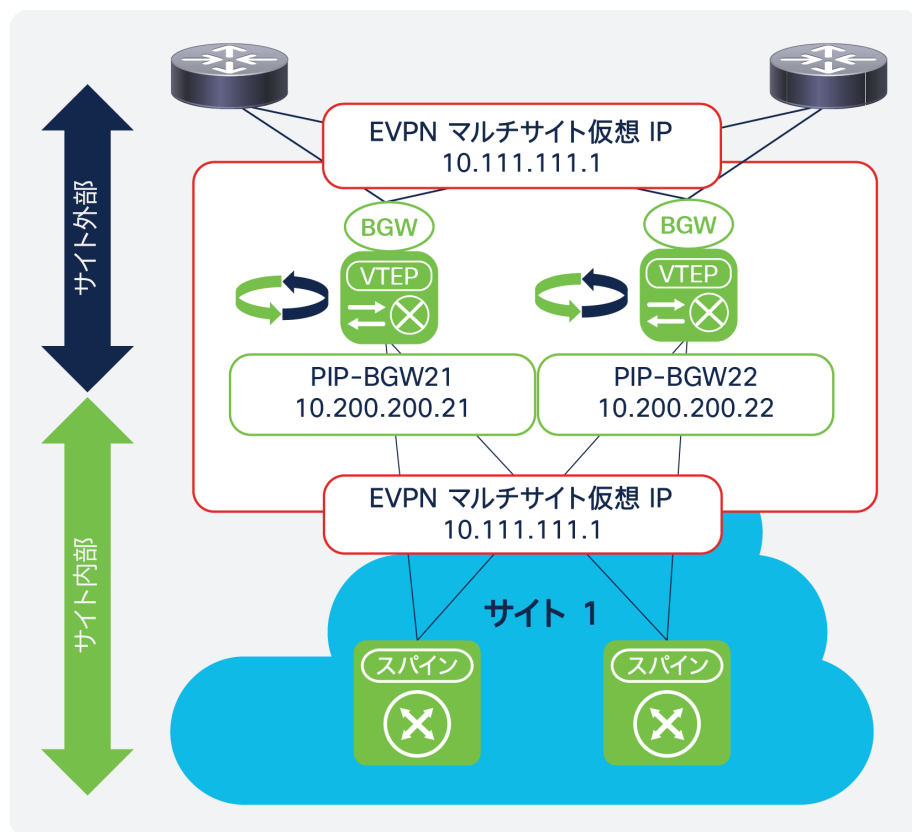 EVPN マルチサイト仮想 IP
10.111.111.1
サイト外部
BGW
BGW
VTEP
VTEP
PIP-BGW21
10.200.200.21
PIP-BGW22
10.200.200.22
EVPN マルチサイト仮想 IP
10.111.111.1
サイト内部
サイト 1
スパイン
スパイン